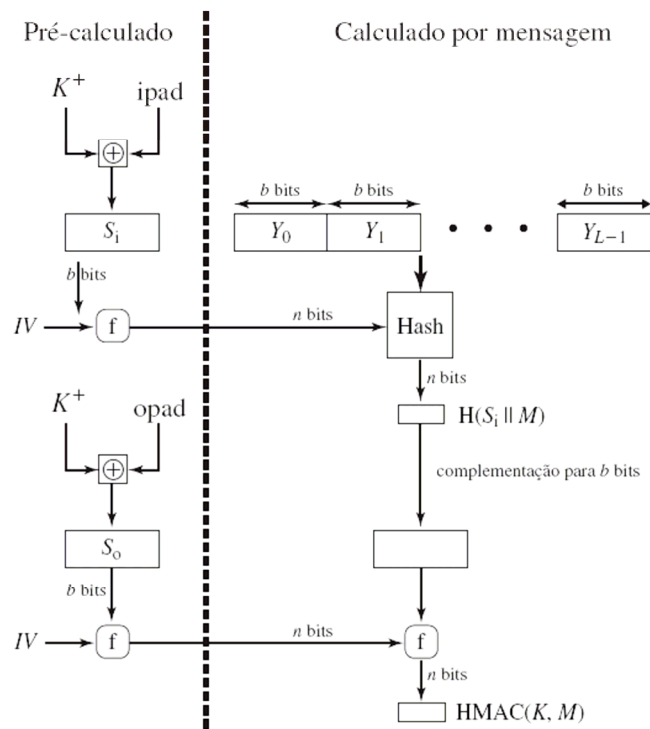 Pré-calculado
Calculado por mensagem
K+ ipad
⊕
b bits b bits b bits
Si
Y0 Y1 • • • YL−1
b bits
IV f n bits Hash
n bits
K+ opad
H(Si || M)
⊕
complementação para b bits
So
b bits
IV f n bits f
n bits
HMAC(K, M)